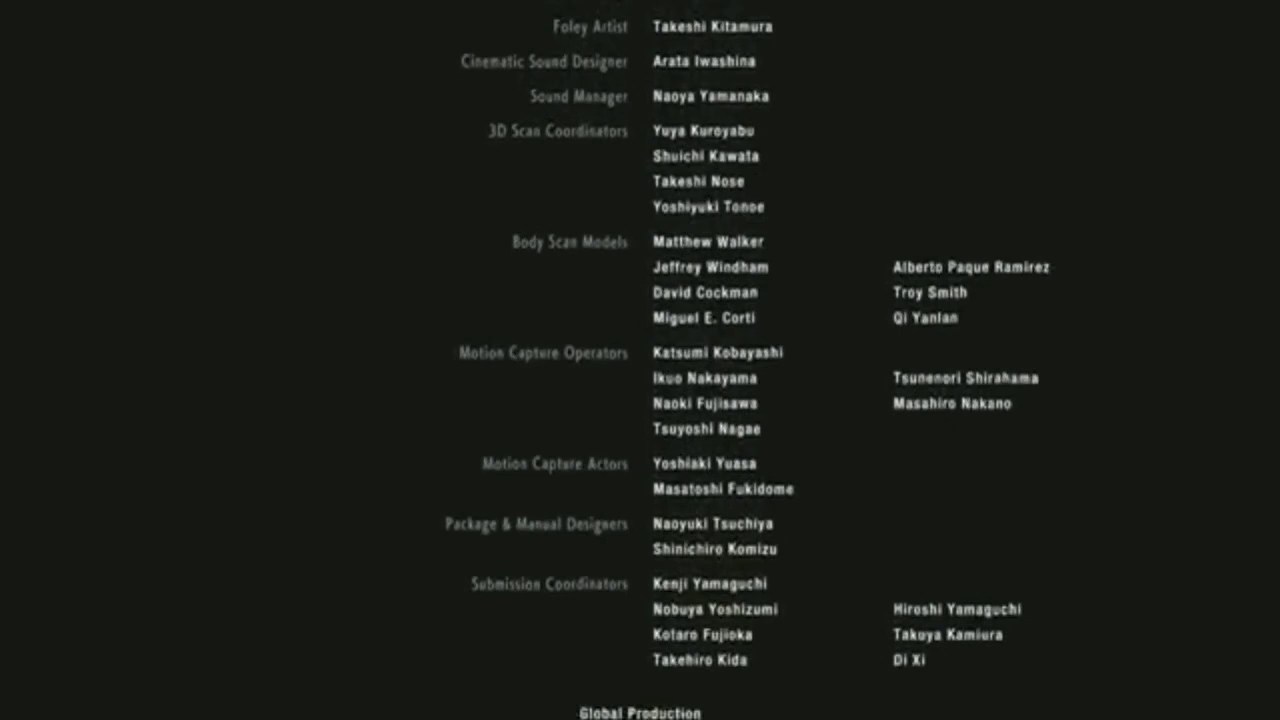 Foley Artist Takeshi Kitamura
Cinematic Sound Designer Arata Iwashina
Sound Manager Naoya Yamanaka
3D Scan Coordinators Yuya Kuroyabu
Shuichi Kawata
Takeshi Nose
Yoshiyuki Tonoe
Body Scan Models Matthew Walker
Jeffrey Windham Alberto Paque Ramirez
David Cockman Troy Smith
Miguel E. Corti Qi Yanlan
Motion Capture Operators Katsumi Kobayashi
Ikuo Nakayama Tsunenori Shirahama
Naoki Fujisawa Masahiro Nakano
Tsuyoshi Nagae
Motion Capture Actors Yoshiaki Yuasa
Masatoshi Fukidome
Package & Manual Designers Naoyuki Tsuchiya
Shinichiro Komizu
Submission Coordinators Kenji Yamaguchi
Nobuya Yoshizumi Hiroshi Yamaguchi
Kotaro Fujioka Takuya Kamiura
Takehiro Kida Di Xi
Global Production